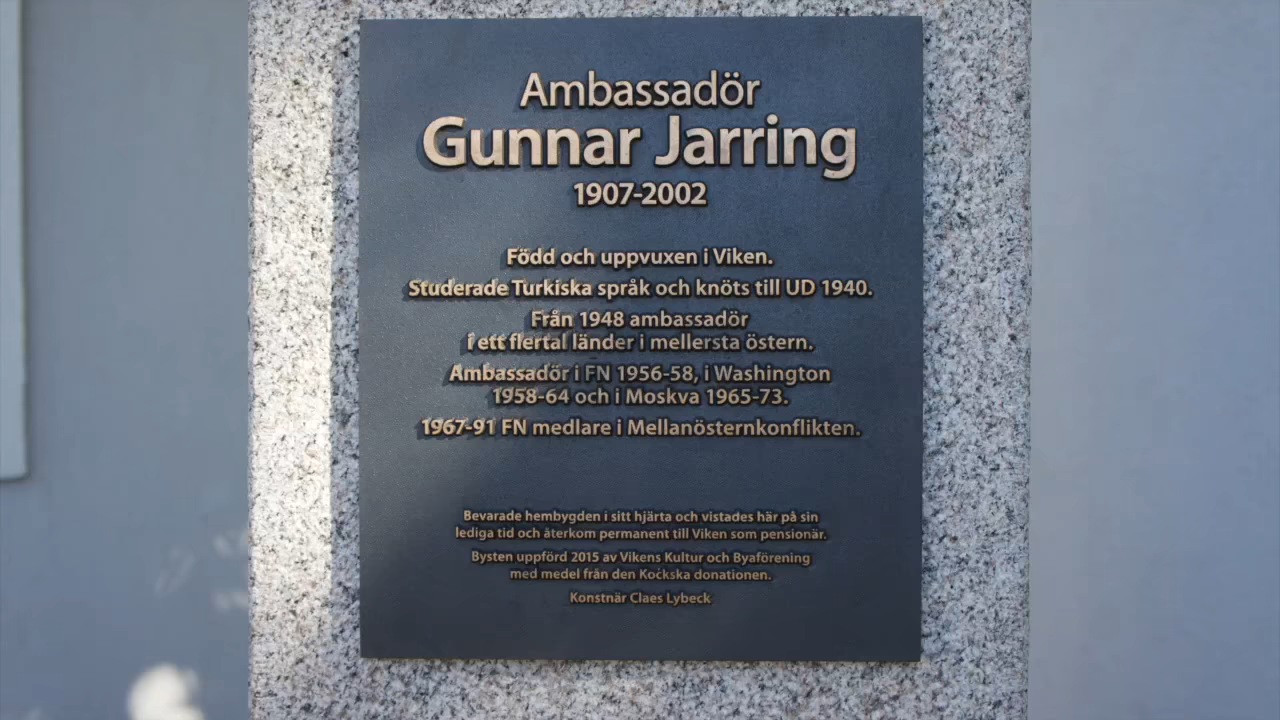 Ambassadör
Gunnar Jarring
1907-2002
Född och uppvuxen i Viken.
Studerade Turkiska språk och knöts till UD 1940.
Från 1948 ambassadör
i ett flertal länder i mellersta östern.
Ambassadör i FN 1956-58, i Washington
1958-64 och i Moskva 1965-73.
1967-91 FN medlare i Mellanösternkonflikten.
Bevarade hembygden i sitt hjärta och vistades här på sin
lediga tid och återkom permanent till Viken som pensionär.
Bysten uppförd 2015 av Vikens Kultur och Byaförening
med medel från den Kockska donationen.
Konstnär Claes Lybeck